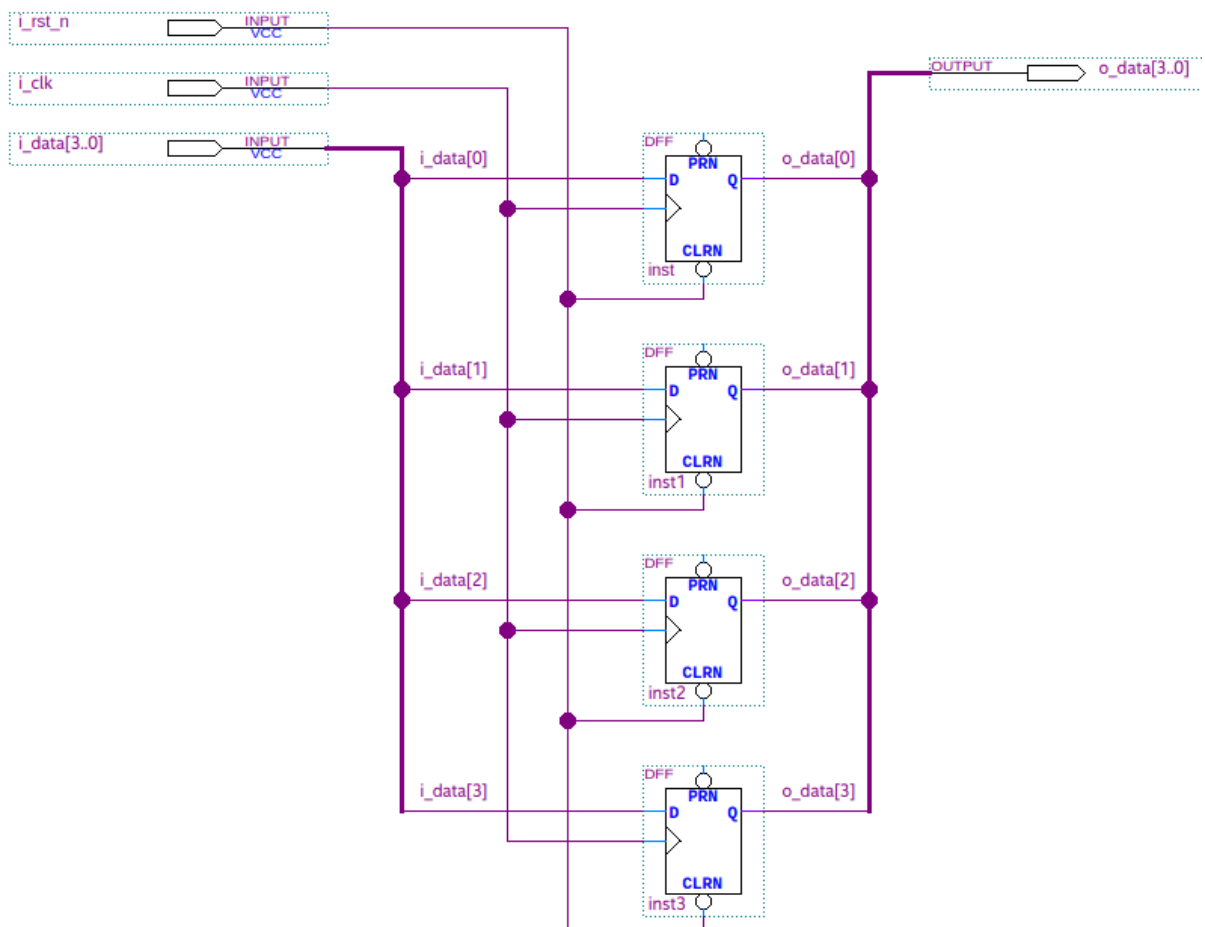 i_rst_n
INPUT
VCC
i_clk
INPUT
VCC
i_data[3..0]
INPUT
VCC
OUTPUT
o_data[3..0]
DFF
PRN
i_data[0]
D
Q
o_data[0]
CLRN
inst
DFF
PRN
i_data[1]
D
Q
o_data[1]
CLRN
inst1
DFF
PRN
i_data[2]
D
Q
o_data[2]
CLRN
inst2
DFF
PRN
i_data[3]
D
Q
o_data[3]
CLRN
inst3